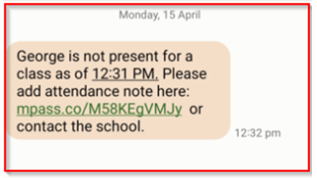 Monday, 15 April
George is not present for a
class as of 12:31 PM. Please
add attendance note here:
mpass.co/M58KEgVMJy or
contact the school.
12:32 pm